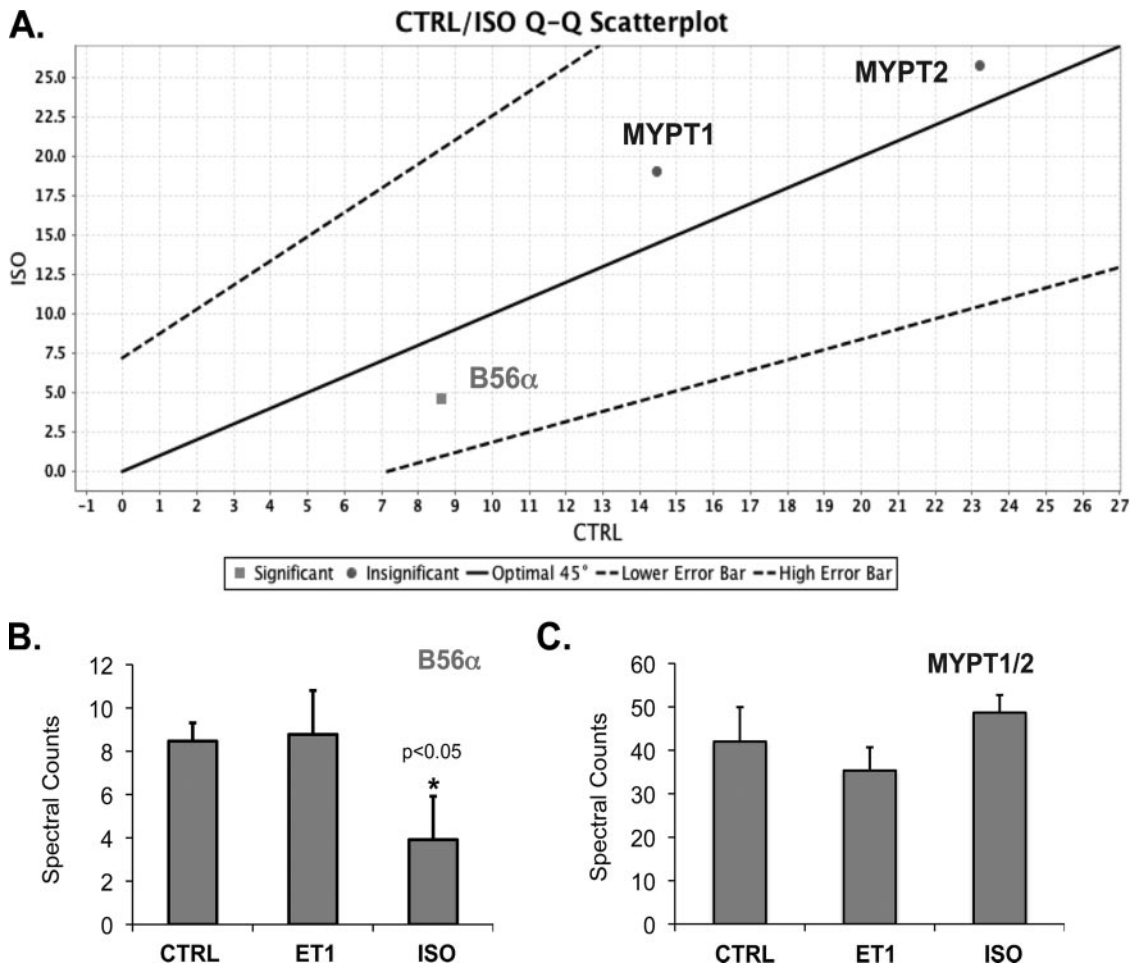 A.
CTRL/ISO Q-Q Scatterplot
25.0
22.5
20.0
17.5
15.0
12.5
10.0
7.5
5.0
2.5
0.0
ISO
MYPT2
MYPT1
B56α
-1 0 1 2 3 4 5 6 7 8 9 10 11 12 13 14 15 16 17 18 19 20 21 22 23 24 25 26 27
CTRL
Significant Insignificant Optimal 45° Lower Error Bar High Error Bar
B.
B56α
12
10
8
6
4
2
0
Spectral Counts
p<0.05
*
CTRL ET1 ISO
C.
MYPT1/2
60
50
40
30
20
10
0
Spectral Counts
CTRL ET1 ISO